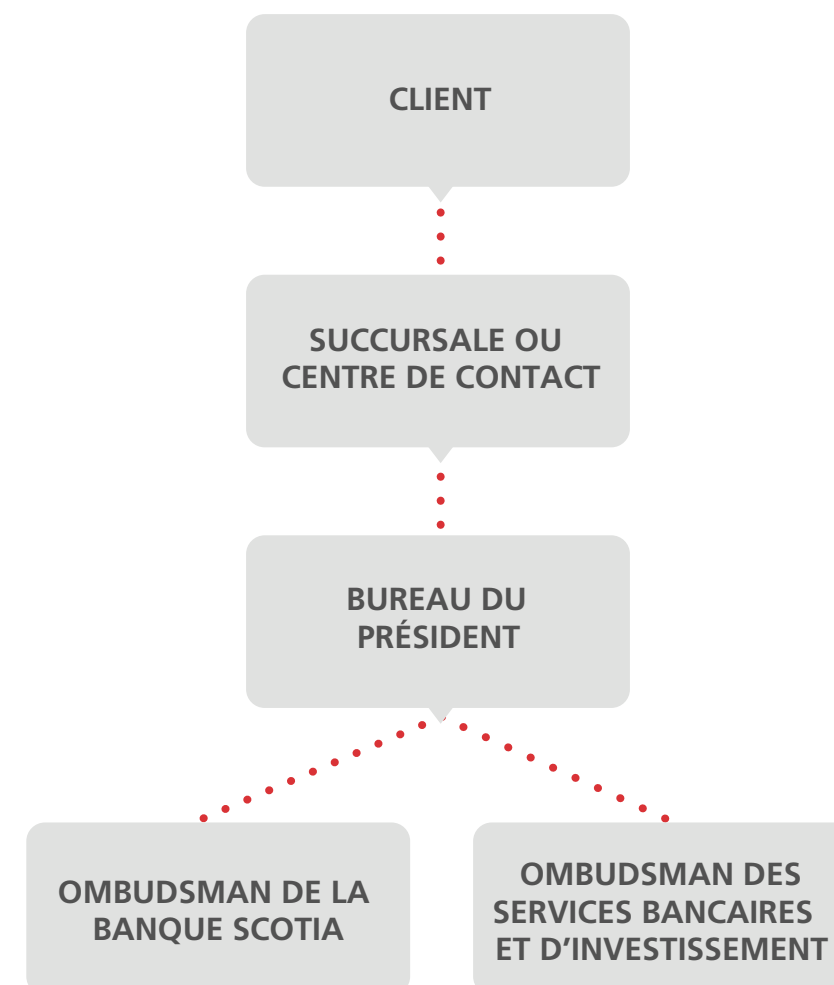 CLIENT
SUCCURSALE OU
CENTRE DE CONTACT
BUREAU DU
PRÉSIDENT
OMBUDSMAN DE LA
BANQUE SCOTIA
OMBUDSMAN DES
SERVICES BANCAIRES
ET D’INVESTISSEMENT